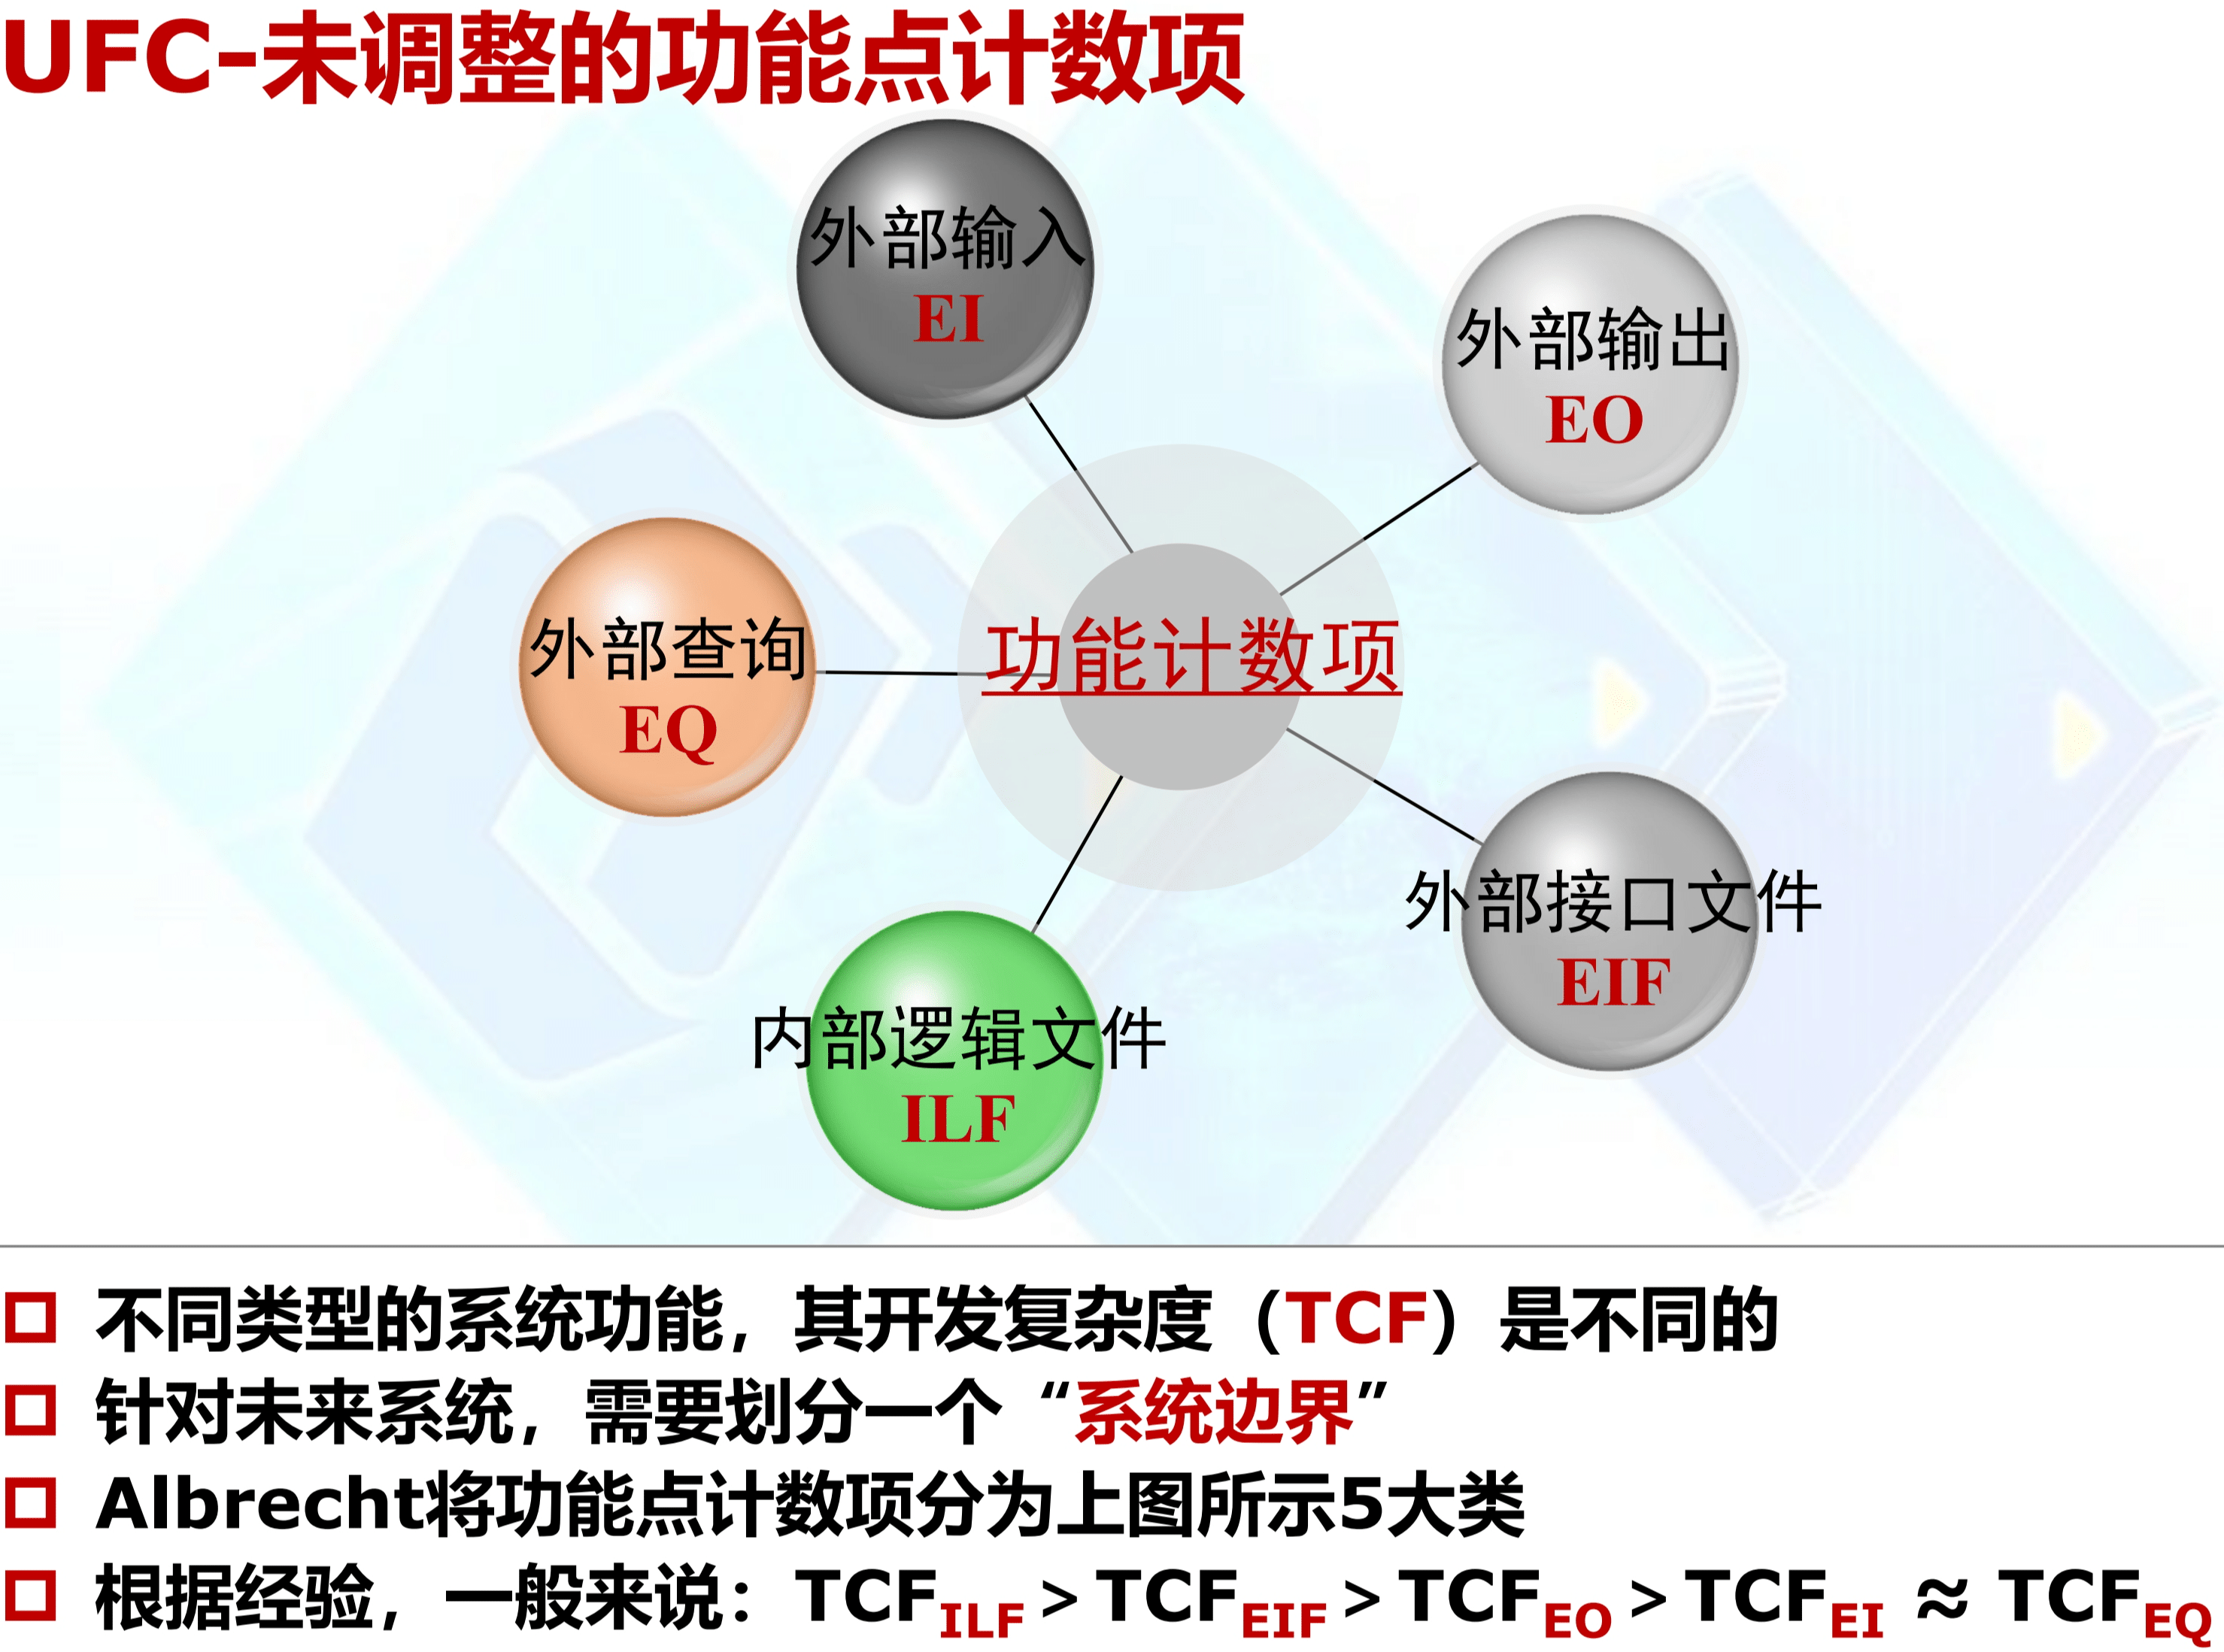 UFC-未调整的功能点计数项
外部输入
EI
外部输出
EO
外部查询
EQ
功能计数项
外部接口文件
EIF
内部逻辑文件
ILF
不同类型的系统功能，其开发复杂度（TCF）是不同的
针对未来系统，需要划分一个“系统边界”
Albrecht将功能点计数项分为上图所示5大类
根据经验，一般来说：TCF ILF > TCF EIF > TCF EO > TCF EI ≈ TCF EQ